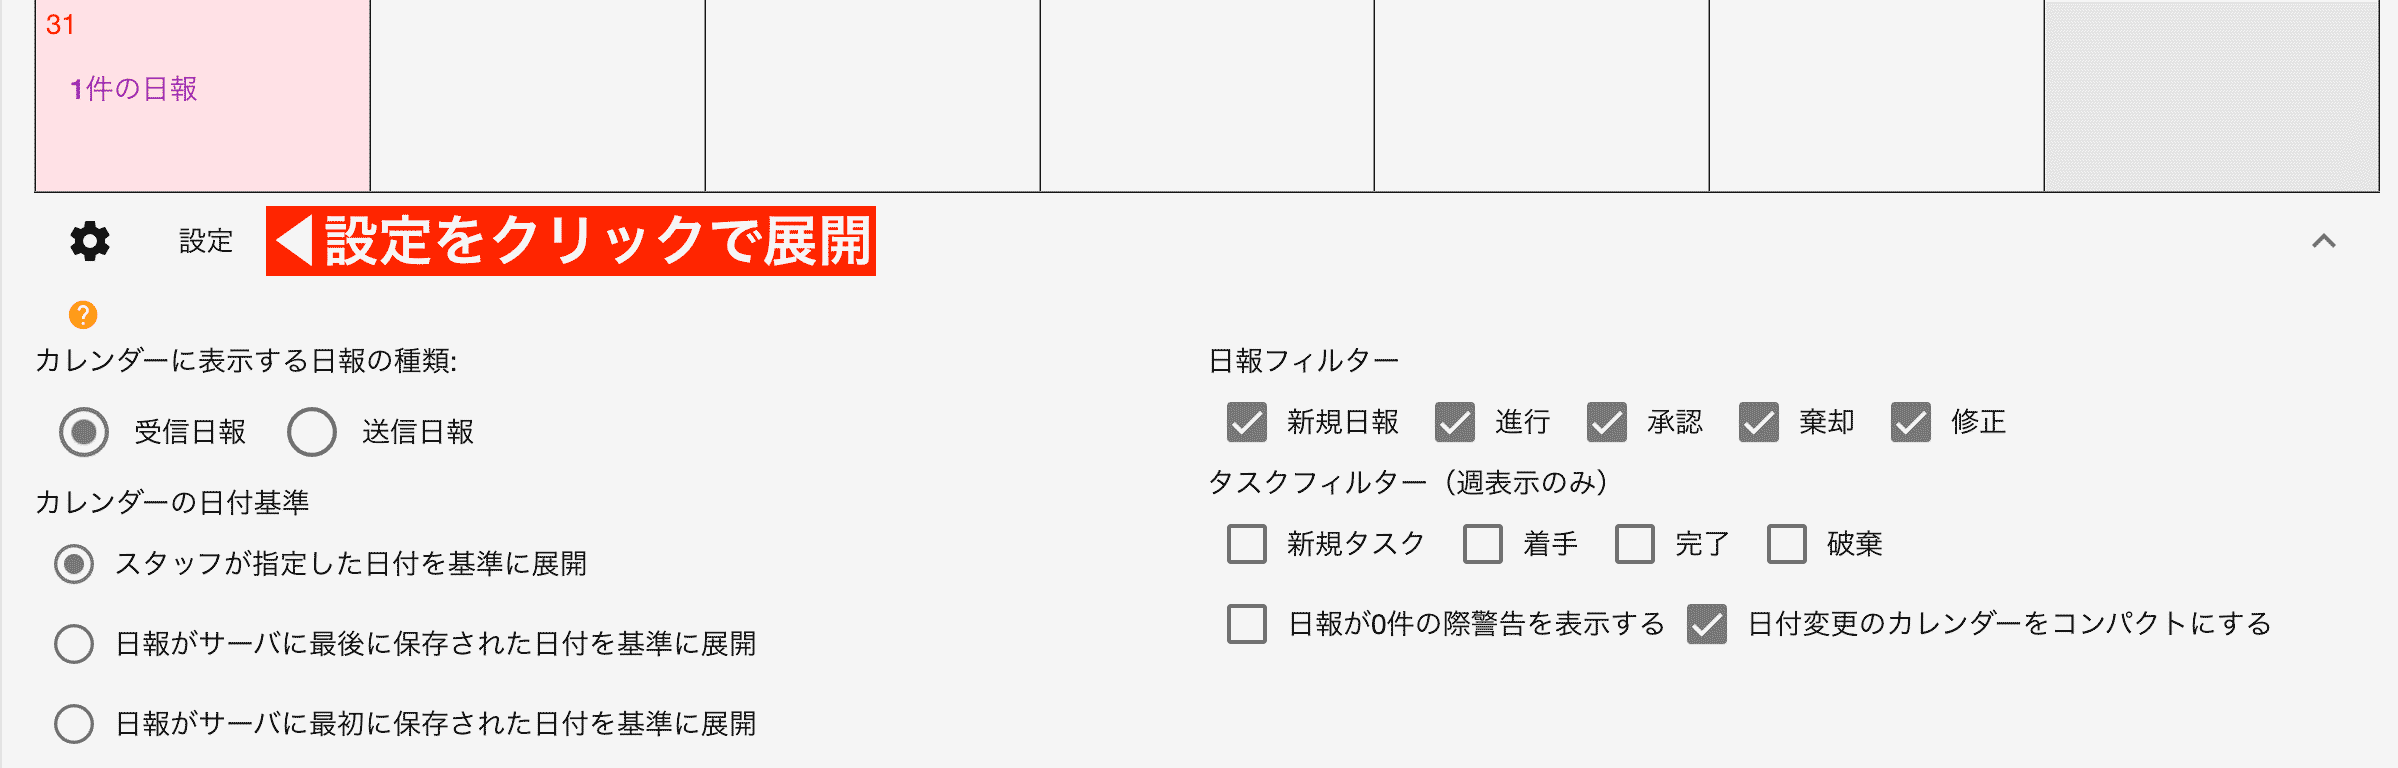 31
1件の日報
設定
◀設定をクリックで展開
?
カレンダーに表示する日報の種類:
受信日報 送信日報
カレンダーの日付基準
スタッフが指定した日付を基準に展開
日報がサーバに最後に保存された日付を基準に展開
日報がサーバに最初に保存された日付を基準に展開
日報フィルター
新規日報 進行 承認 棄却 修正
タスクフィルター（週表示のみ）
新規タスク 着手 完了 破棄
日報が0件の際警告を表示する 日付変更のカレンダーをコンパクトにする